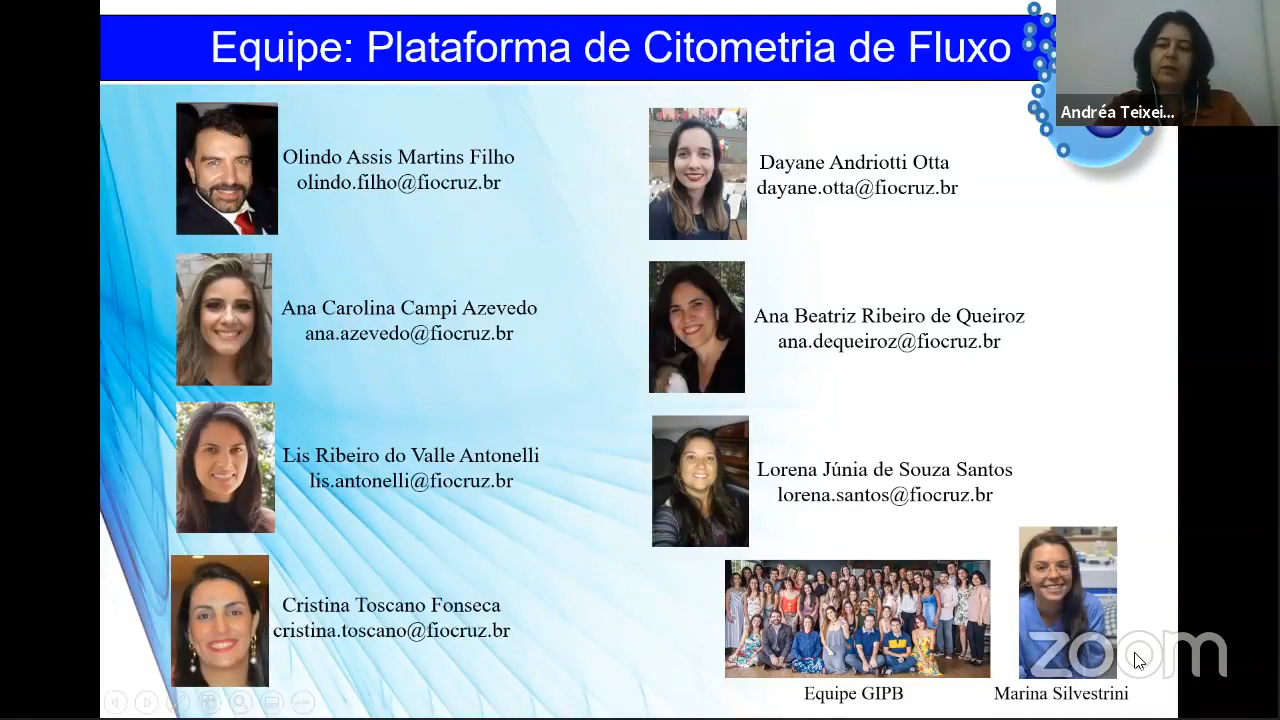 Equipe: Plataforma de Citometria de Fluxo
Andréa Teixei...
Olindo Assis Martins Filho
olindo.filho@fiocruz.br
Dayane Andriotti Otta
dayane.otta@fiocruz.br
Ana Carolina Campi Azevedo
ana.azevedo@fiocruz.br
Ana Beatriz Ribeiro de Queiroz
ana.dequeiroz@fiocruz.br
Lis Ribeiro do Valle Antonelli
lis.antonelli@fiocruz.br
Lorena Júnia de Souza Santos
lorena.santos@fiocruz.br
Cristina Toscano Fonseca
cristina.toscano@fiocruz.br
zoom
Equipe GIPB
Marina Silvestrini